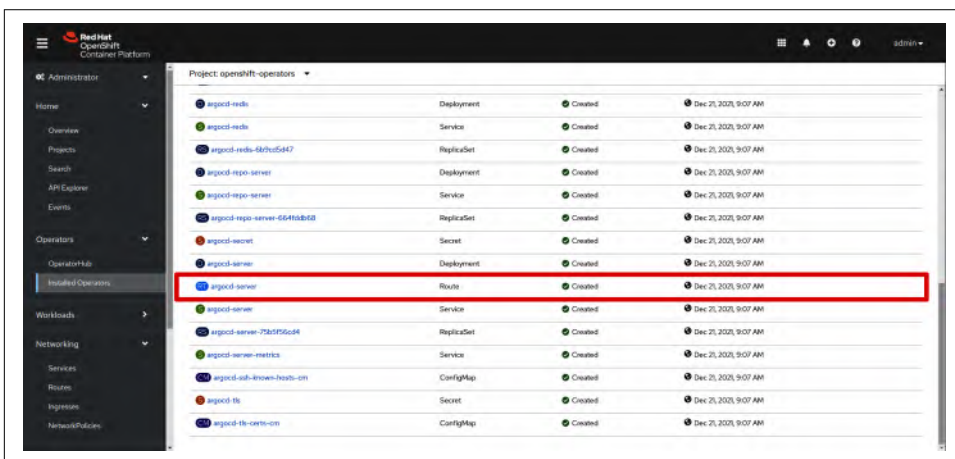 Red Hat
OpenShift
Container Platform
admin
Administrator
Project: openshift-operators
Home
Overview
Projects
Search
API Explorer
Events
Operators
OperatorHub
Installed Operators
Workloads
Networking
Services
Routes
Ingresses
NetworkPolicies
D argocd-redis Deployment Created Dec 21, 2021, 9:07 AM
S argocd-redis Service Created Dec 21, 2021, 9:07 AM
RS argocd-redis-6b9cd5d47 ReplicaSet Created Dec 21, 2021, 9:07 AM
D argocd-repo-server Deployment Created Dec 21, 2021, 9:07 AM
S argocd-repo-server Service Created Dec 21, 2021, 9:07 AM
RS argocd-repo-server-664fddb68 ReplicaSet Created Dec 21, 2021, 9:07 AM
S argocd-secret Secret Created Dec 21, 2021, 9:07 AM
D argocd-server Deployment Created Dec 21, 2021, 9:07 AM
RT argocd-server Route Created Dec 21, 2021, 9:07 AM
S argocd-server Service Created Dec 21, 2021, 9:07 AM
RS argocd-server-75b5f56cd4 ReplicaSet Created Dec 21, 2021, 9:07 AM
S argocd-server-metrics Service Created Dec 21, 2021, 9:07 AM
CM argocd-ssh-known-hosts-cm ConfigMap Created Dec 21, 2021, 9:07 AM
S argocd-tls Secret Created Dec 21, 2021, 9:07 AM
CM argocd-tls-certs-cm ConfigMap Created Dec 21, 2021, 9:07 AM